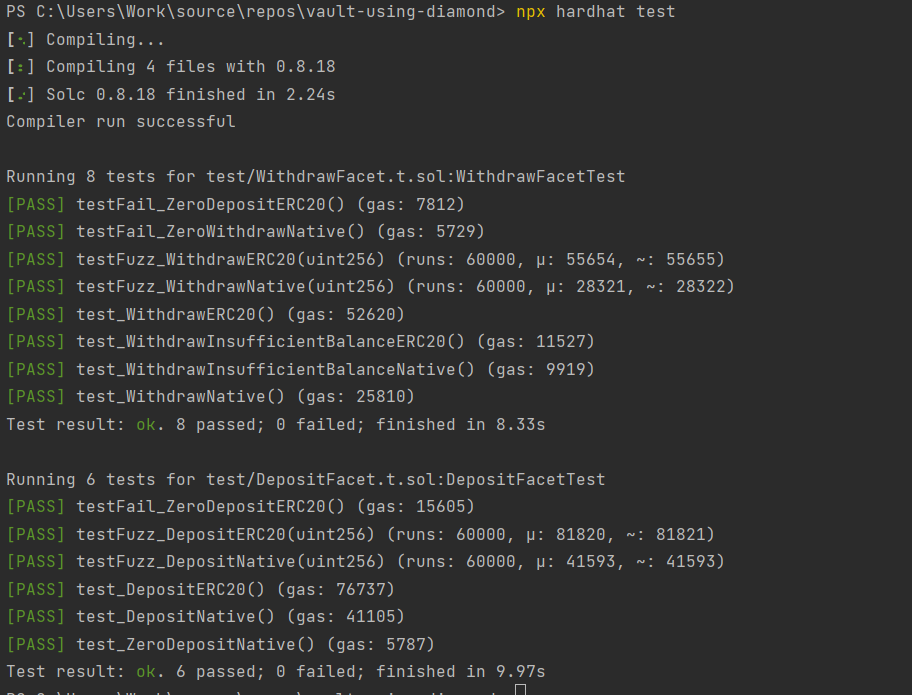 PS C:\Users\Work\source\repos\vault-using-diamond> npx hardhat test
[⠢] Compiling...
[⠆] Compiling 4 files with 0.8.18
[⠔] Solc 0.8.18 finished in 2.24s
Compiler run successful
Running 8 tests for test/WithdrawFacet.t.sol:WithdrawFacetTest
[PASS] testFail_ZeroDepositERC20() (gas: 7812)
[PASS] testFail_ZeroWithdrawNative() (gas: 5729)
[PASS] testFuzz_WithdrawERC20(uint256) (runs: 60000, μ: 55654, ~: 55655)
[PASS] testFuzz_WithdrawNative(uint256) (runs: 60000, μ: 28321, ~: 28322)
[PASS] test_WithdrawERC20() (gas: 52620)
[PASS] test_WithdrawInsufficientBalanceERC20() (gas: 11527)
[PASS] test_WithdrawInsufficientBalanceNative() (gas: 9919)
[PASS] test_WithdrawNative() (gas: 25810)
Test result: ok. 8 passed; 0 failed; finished in 8.33s
Running 6 tests for test/DepositFacet.t.sol:DepositFacetTest
[PASS] testFail_ZeroDepositERC20() (gas: 15605)
[PASS] testFuzz_DepositERC20(uint256) (runs: 60000, μ: 81820, ~: 81821)
[PASS] testFuzz_DepositNative(uint256) (runs: 60000, μ: 41593, ~: 41593)
[PASS] test_DepositERC20() (gas: 76737)
[PASS] test_DepositNative() (gas: 41105)
[PASS] test_ZeroDepositNative() (gas: 5787)
Test result: ok. 6 passed; 0 failed; finished in 9.97s